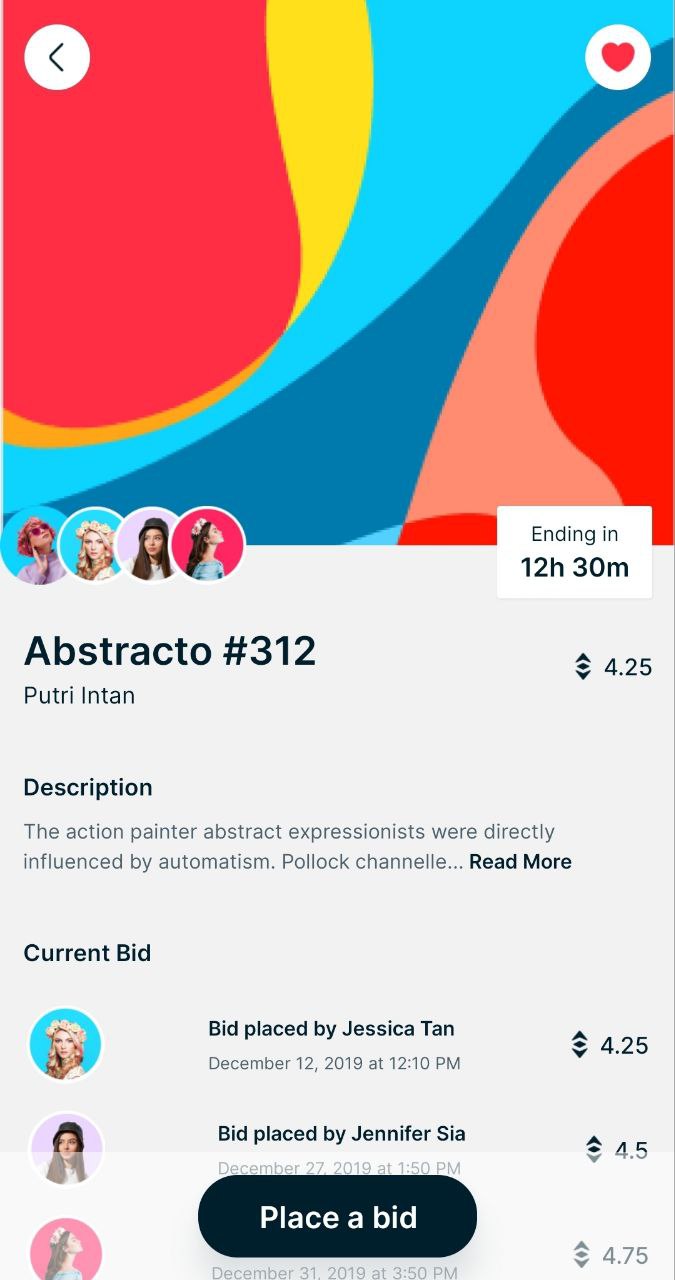 Ending in
12h 30m
Abstracto #312
4.25
Putri Intan
Description
The action painter abstract expressionists were directly
influenced by automatism. Pollock channelle... Read More
Current Bid
Bid placed by Jessica Tan
December 12, 2019 at 12:10 PM
4.25
Bid placed by Jennifer Sia
December 27, 2019 at 1:50 PM
4.5
Place a bid
4.75
December 31, 2019 at 3:50 PM